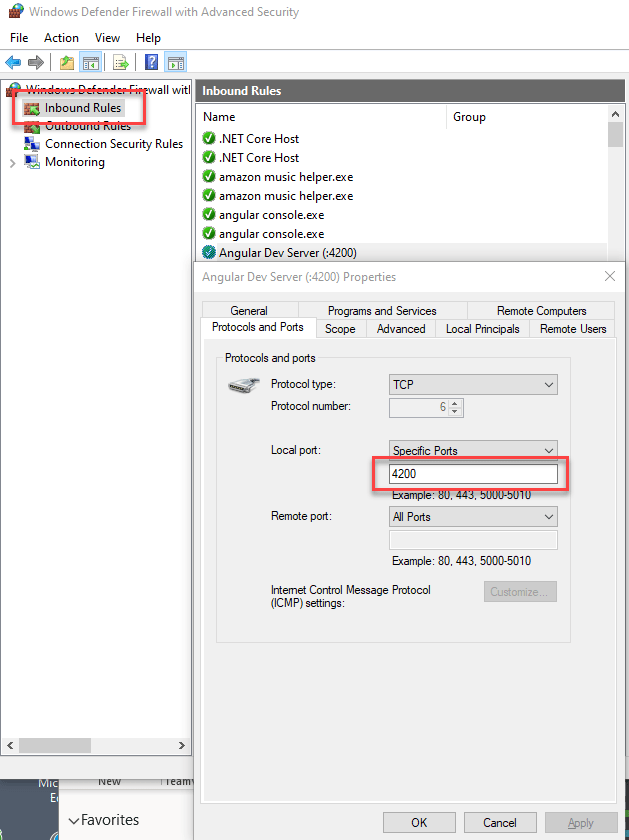 Windows Defender Firewall with Advanced Security
File Action View Help
Windows Defender Firewall with
Inbound Rules
Outbound Rules
Connection Security Rules
Monitoring
Inbound Rules
Name Group
.NET Core Host
.NET Core Host
amazon music helper.exe
amazon music helper.exe
angular console.exe
angular console.exe
Angular Dev Server (:4200)
Angular Dev Server (:4200) Properties
General Programs and Services Remote Computers
Protocols and Ports Scope Advanced Local Principals Remote Users
Protocols and ports
Protocol type: TCP
Protocol number: 6
Local port: Specific Ports
4200
Example: 80, 443, 5000-5010
Remote port: All Ports
Example: 80, 443, 5000-5010
Internet Control Message Protocol
(ICMP) settings:
Customize...
New
Favorites
OK Cancel Apply